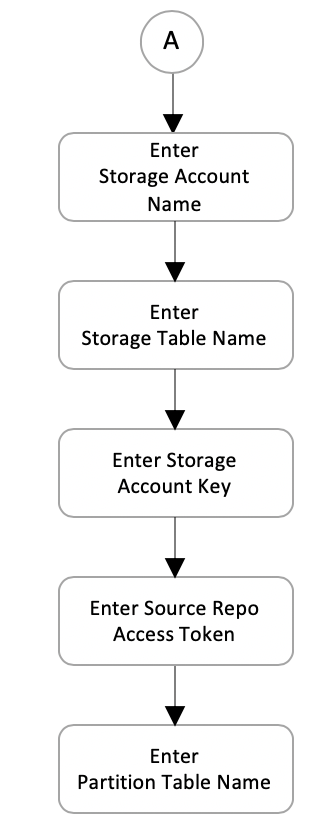 A
Enter
Storage Account
Name
Enter
Storage Table Name
Enter Storage
Account Key
Enter Source Repo
Access Token
Enter
Partition Table Name